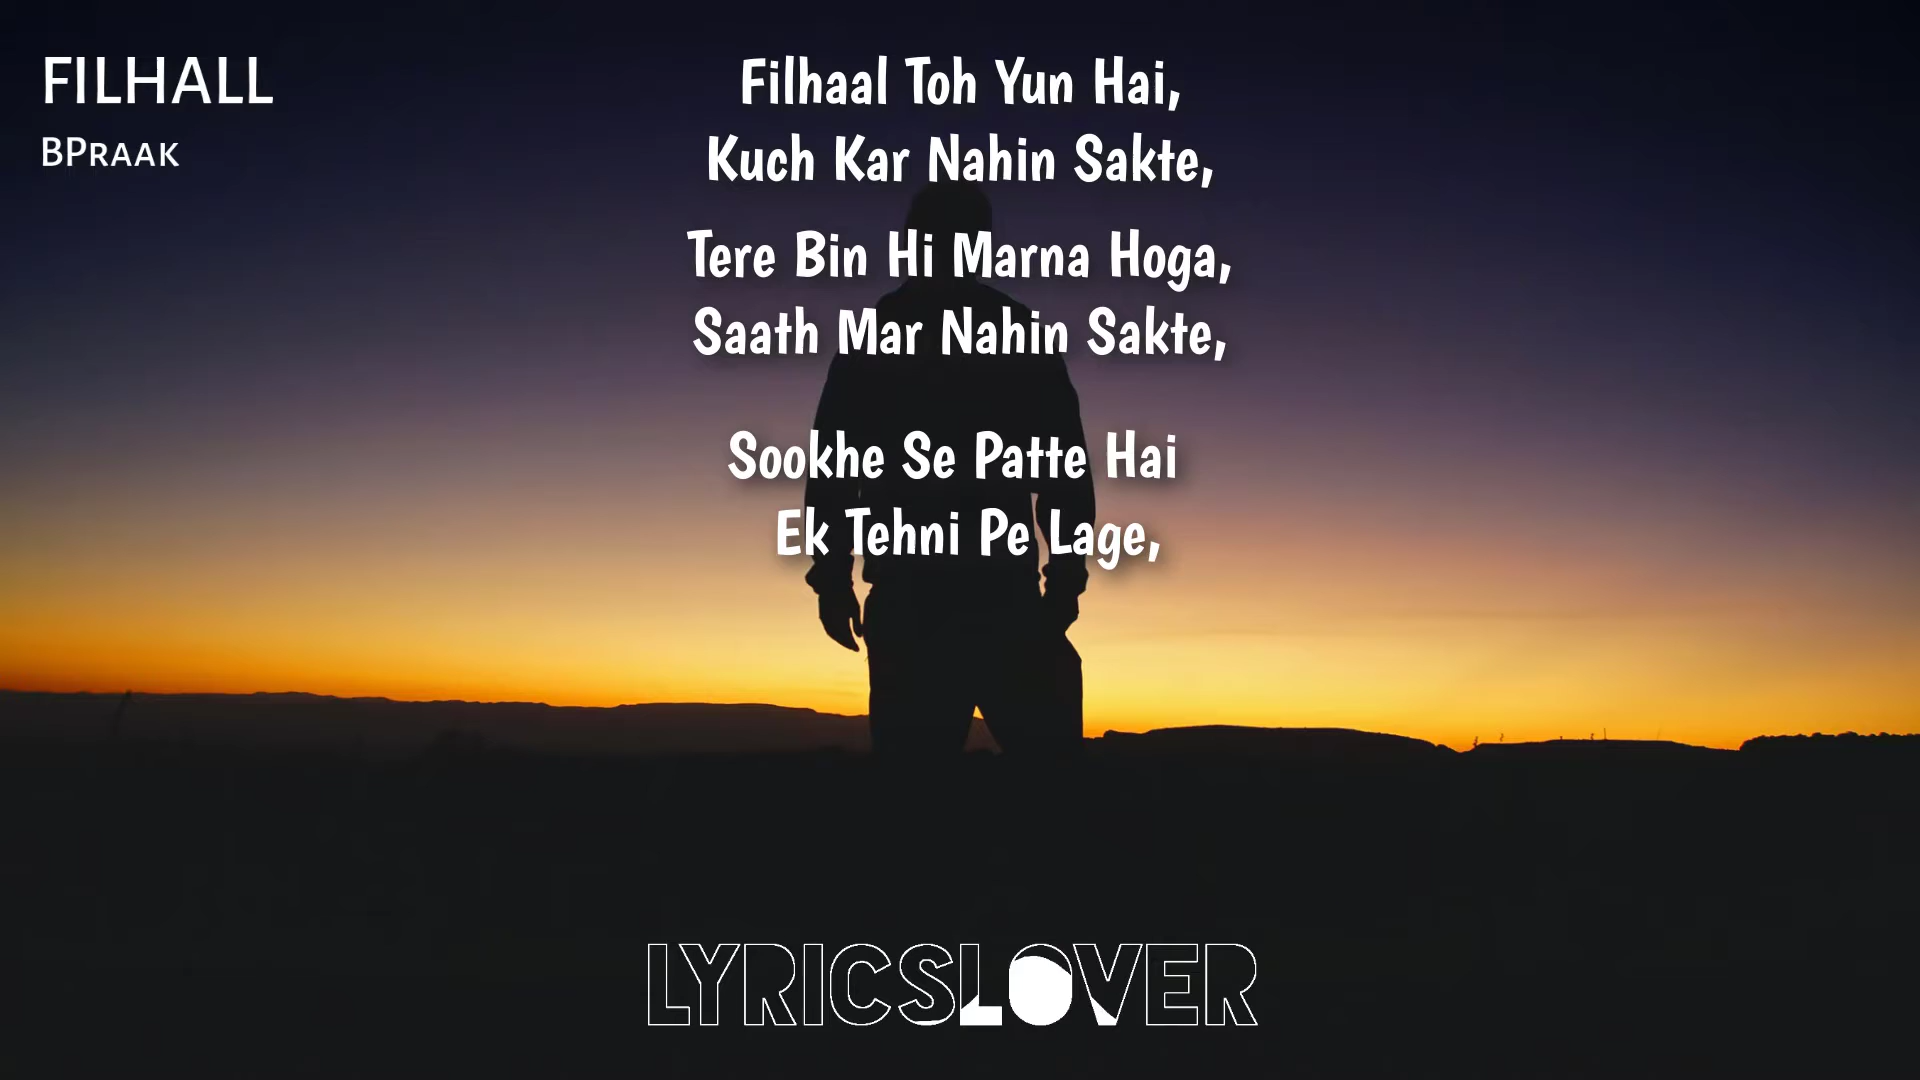 FILHALL
BPRAAK
Filhaal Toh Yun Hai,
Kuch Kar Nahin Sakte,
Tere Bin Hi Marna Hoga,
Saath Mar Nahin Sakte,
Sookhe Se Patte Hai
Ek Tehni Pe Lage,
LYRICSLOVER